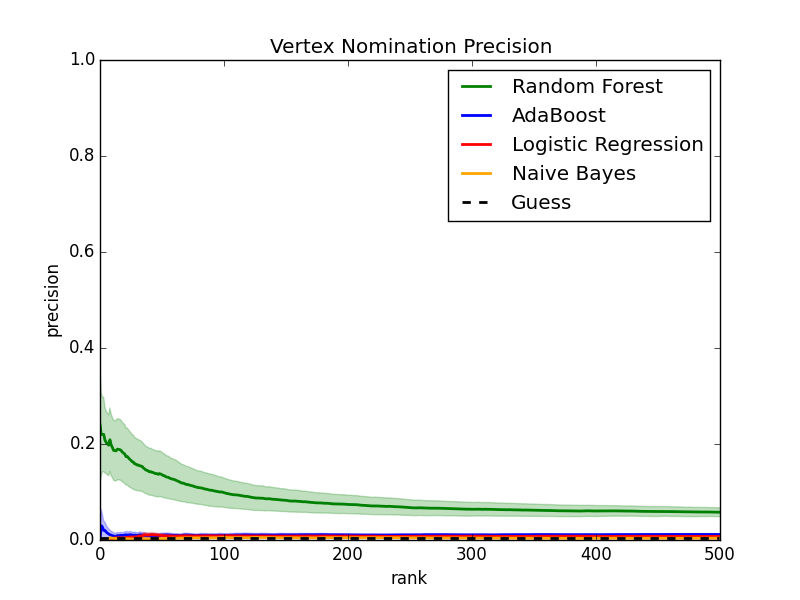 Vertex Nomination Precision
1.0
0.8
0.6
0.4
0.2
0.0
precision
Random Forest
AdaBoost
Logistic Regression
Naive Bayes
Guess
0
100
200
300
400
500
rank